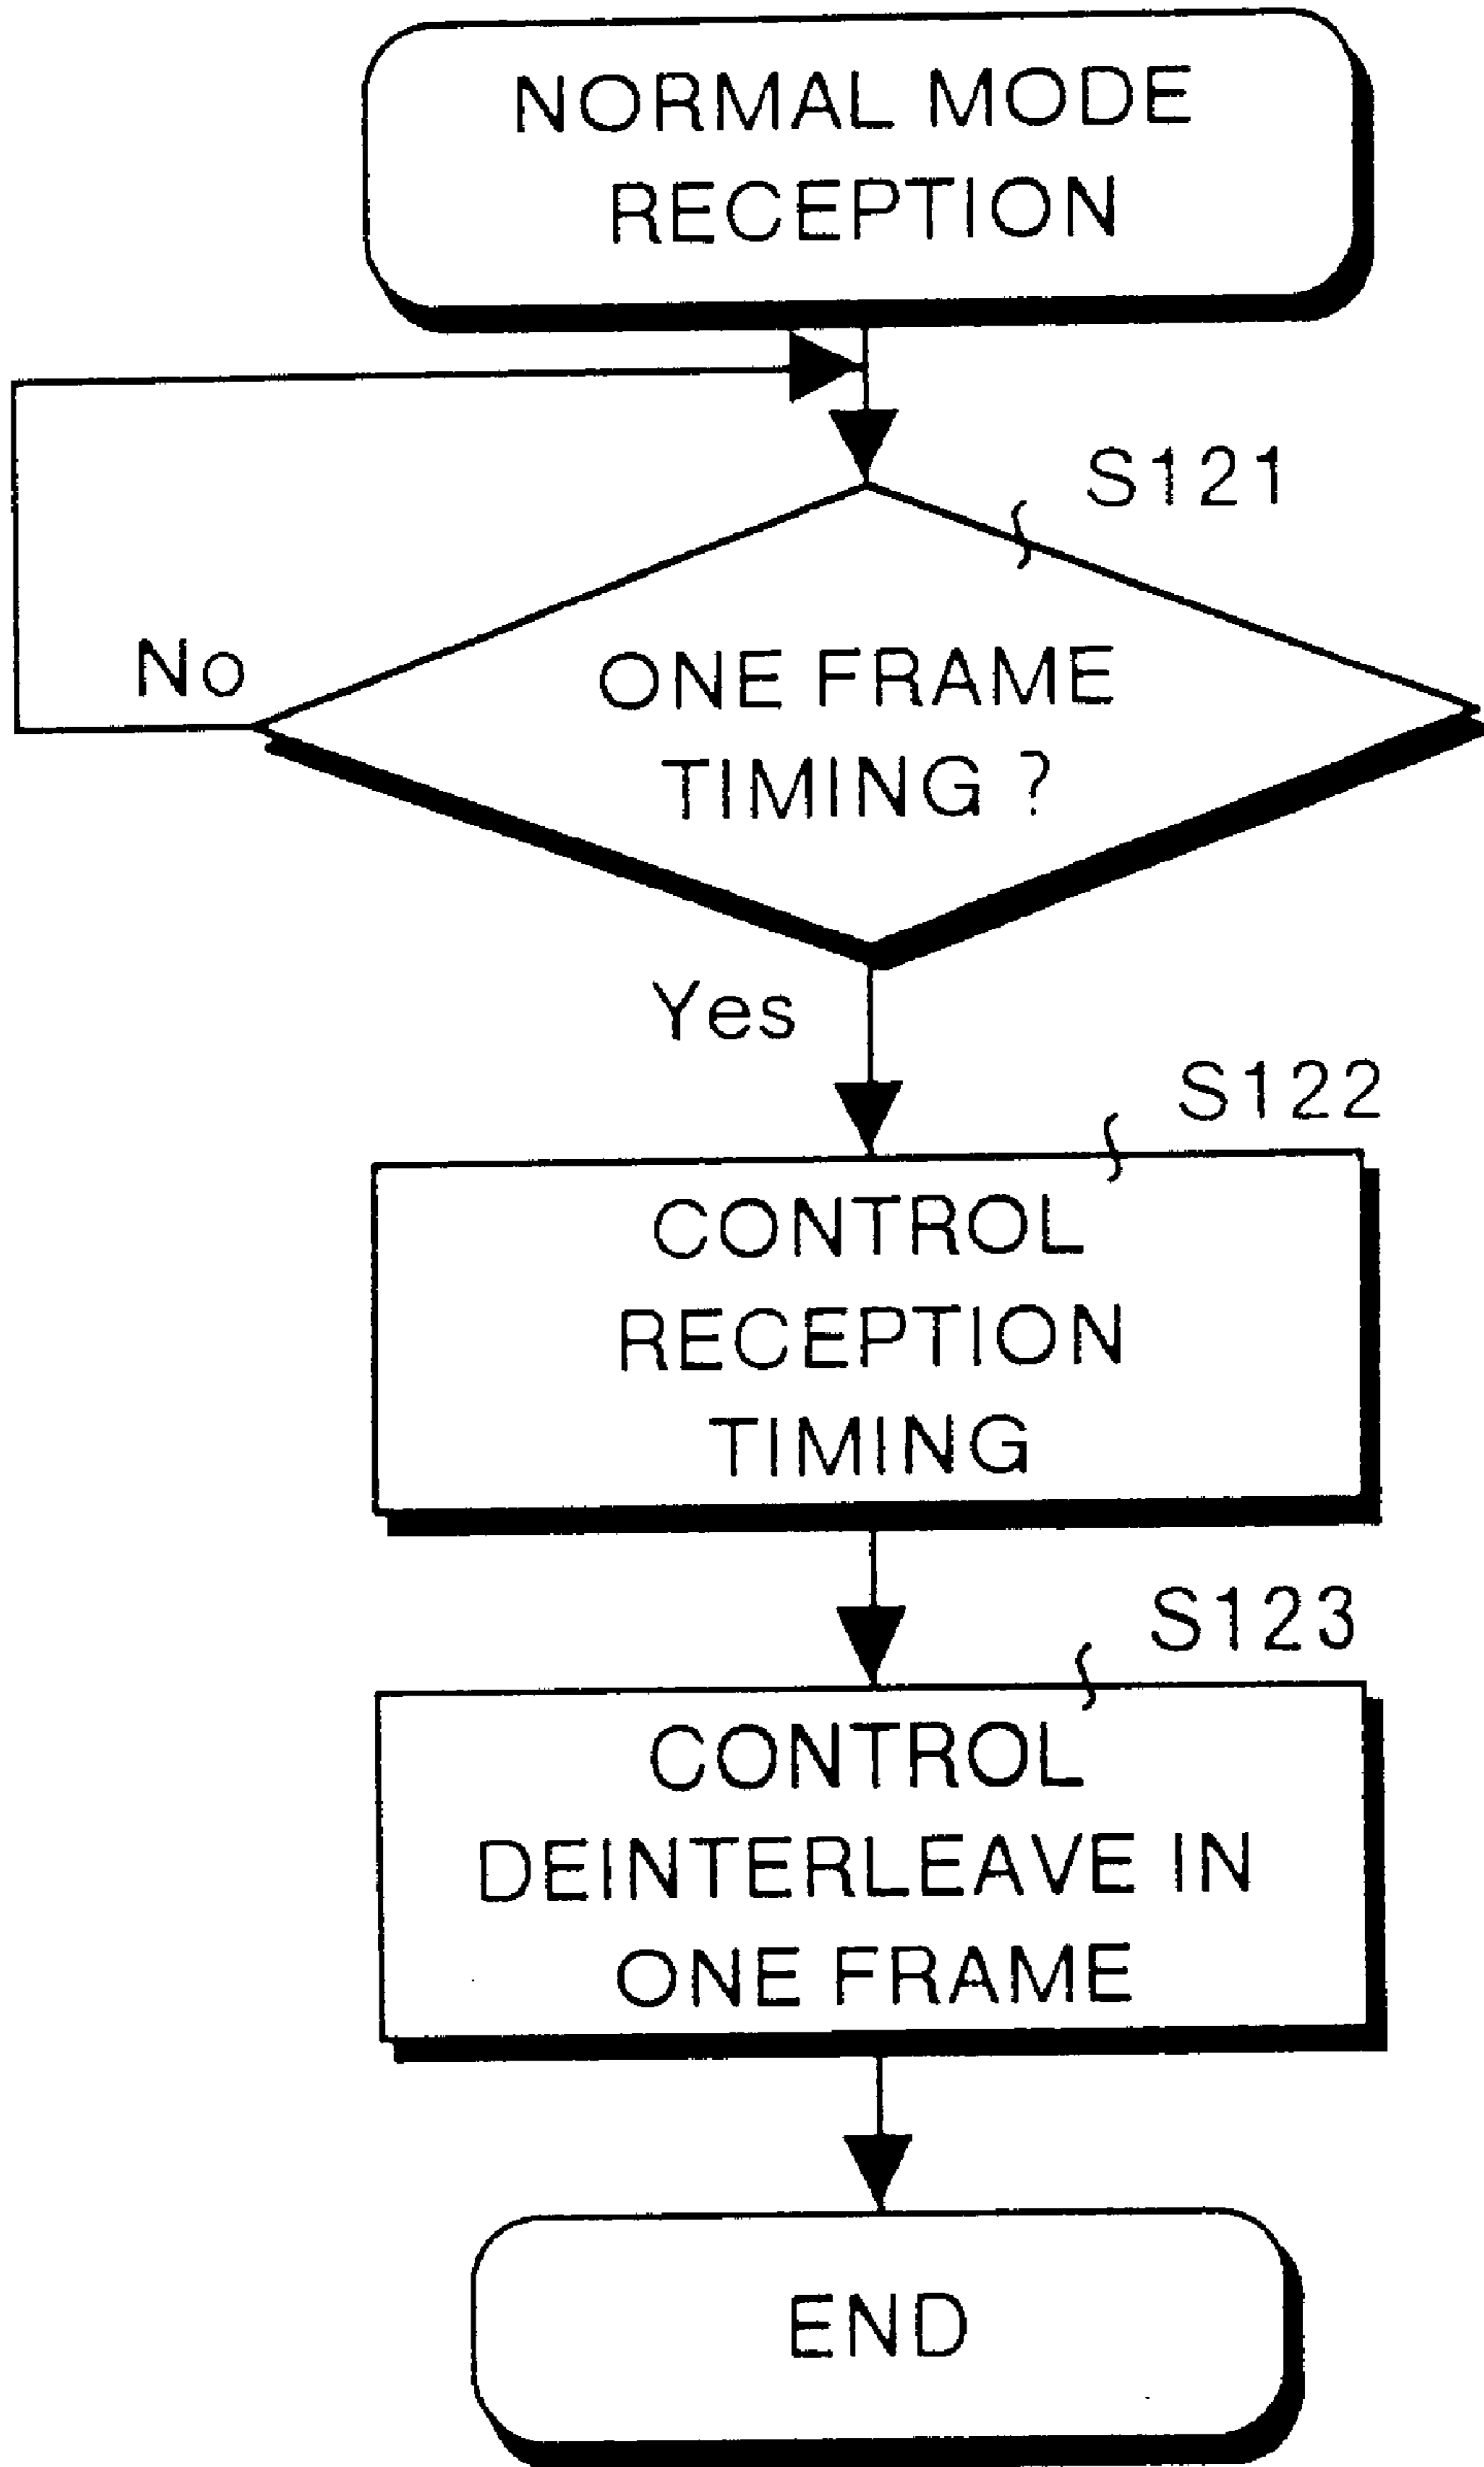 NORMAL MODE
RECEPTION
S121
No
ONE FRAME
TIMING ?
Yes
S122
CONTROL
RECEPTION
TIMING
S123
CONTROL
DEINTERLEAVE IN
ONE FRAME
END